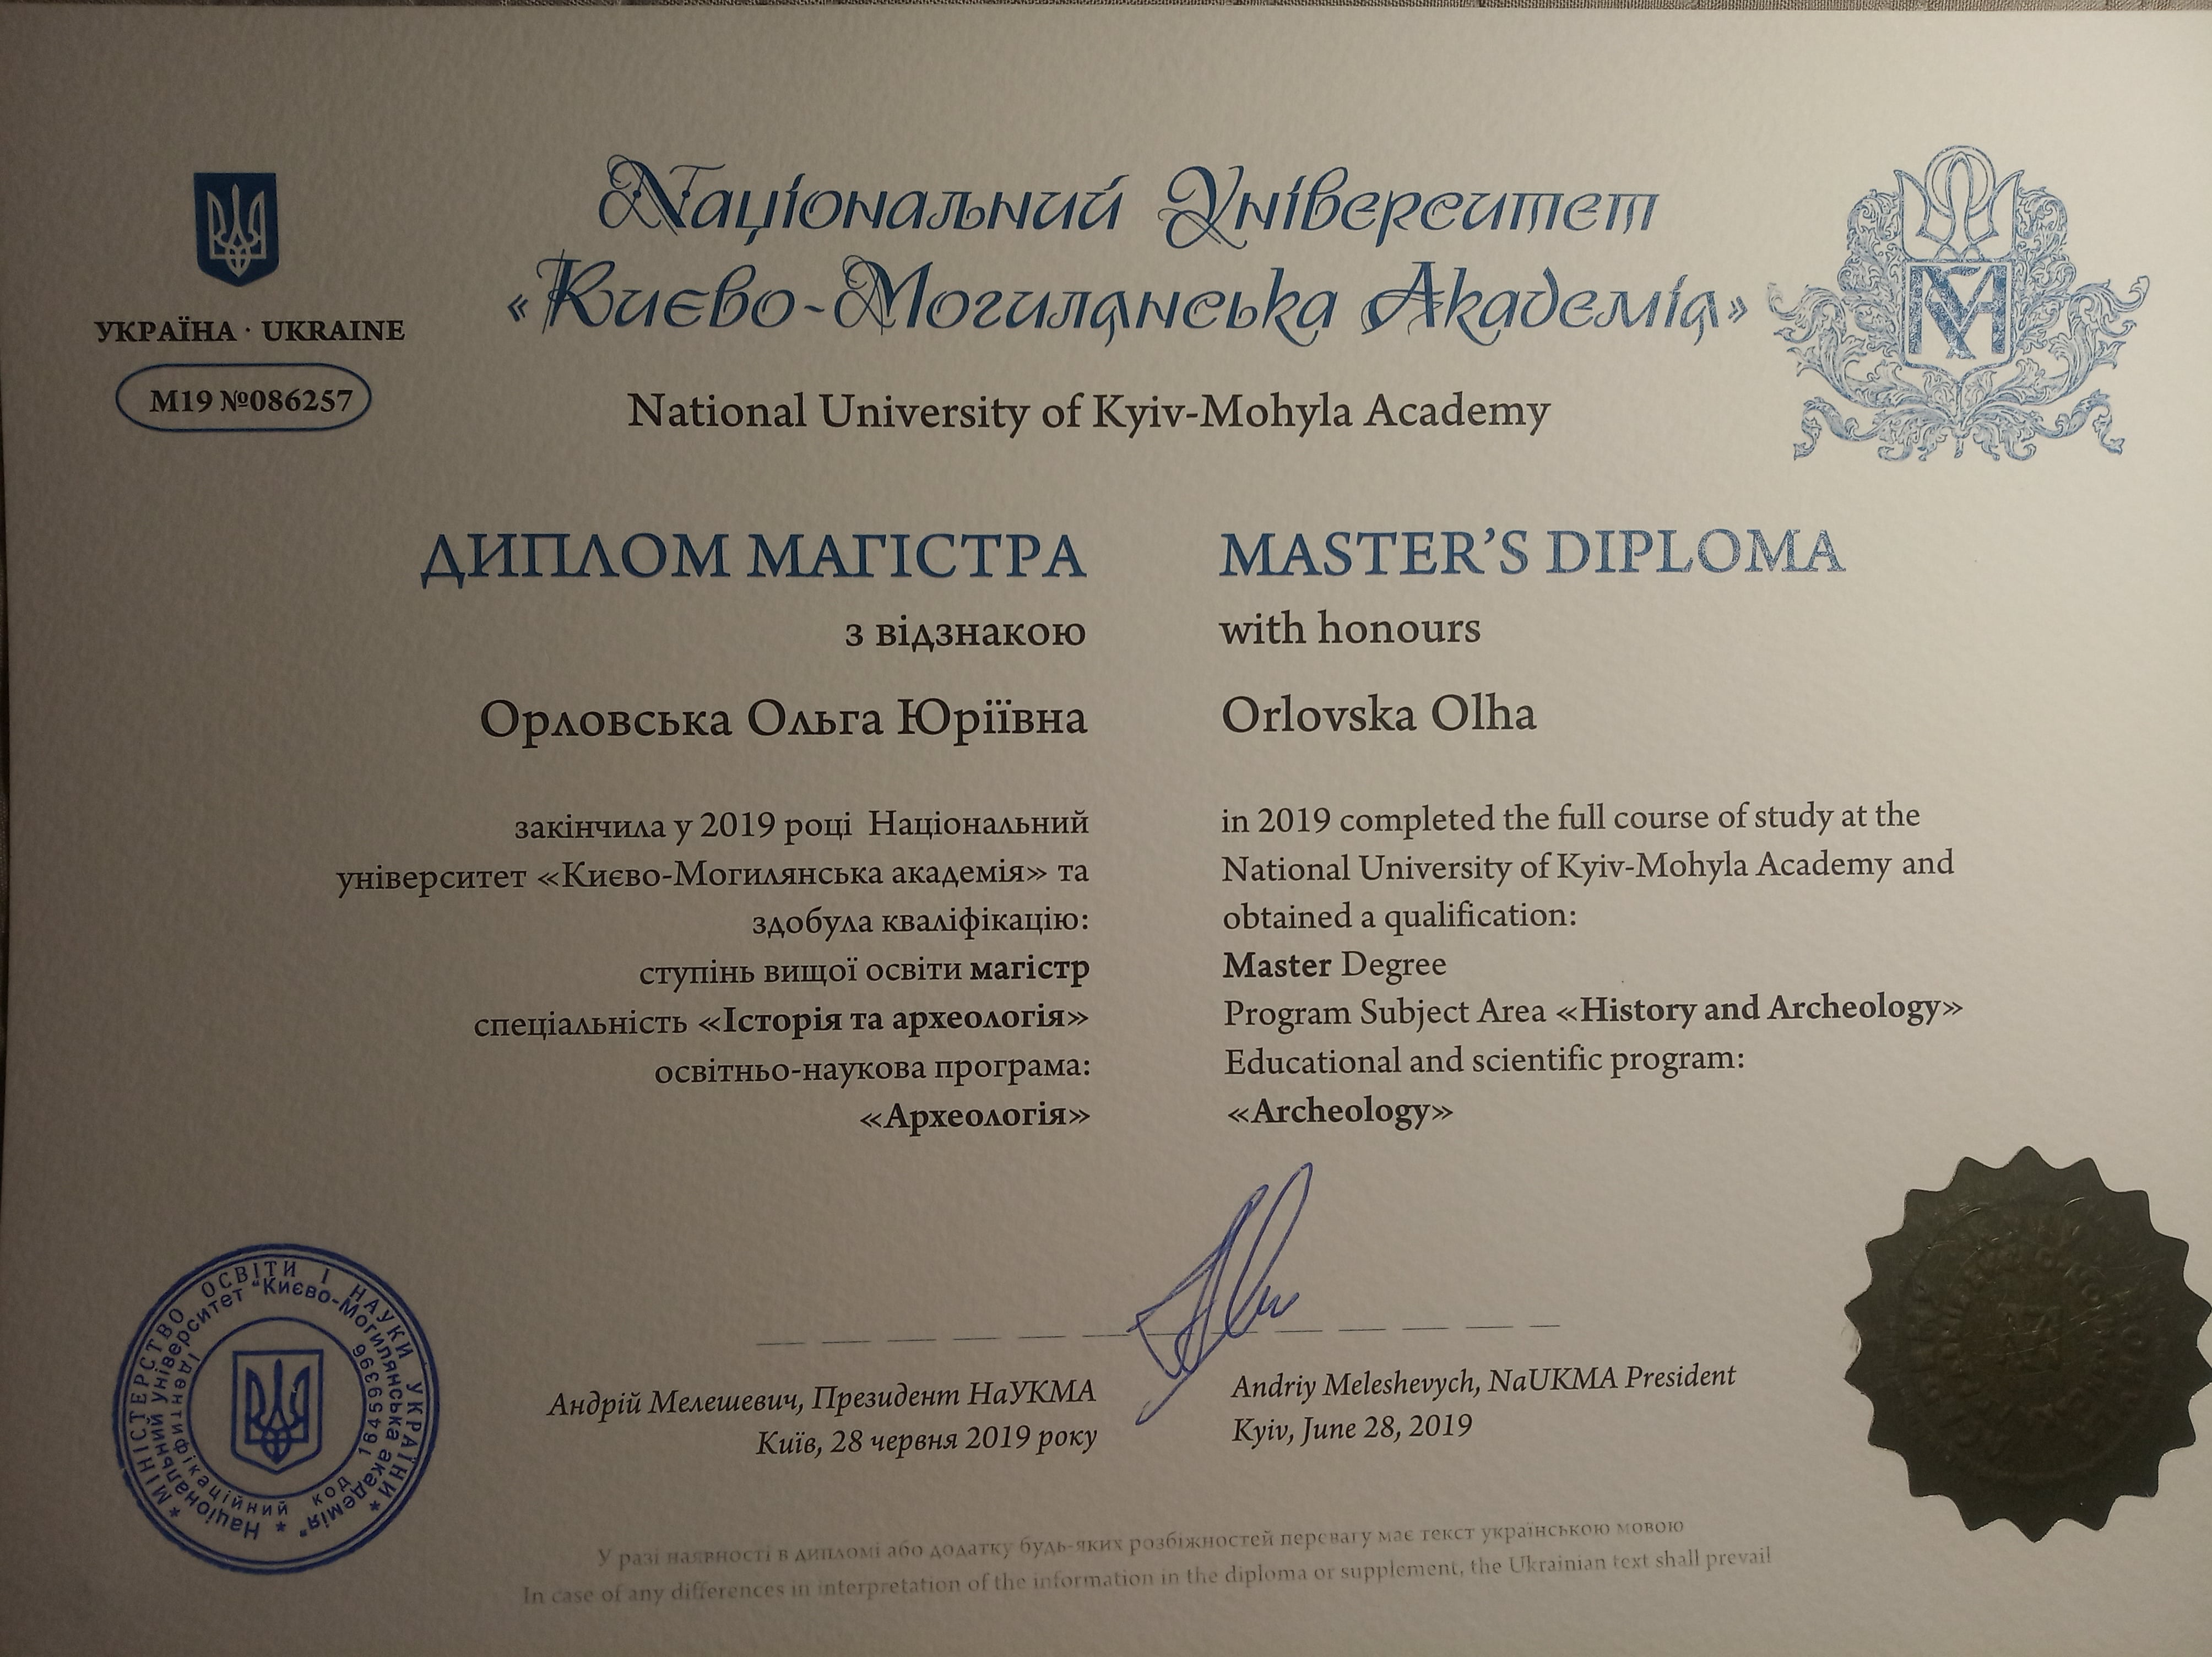 УКРАЇНА · UKRAINE
М19 №086257
Національний Університет
«Києво-Могилянська Академія»
National University of Kyiv-Mohyla Academy
ДИПЛОМ МАГІСТРА
з відзнакою
Орловська Ольга Юріївна
закінчила у 2019 році Національний
університет «Києво-Могилянська академія» та
здобула кваліфікацію:
ступінь вищої освіти магістр
спеціальність «Історія та археологія»
освітньо-наукова програма:
«Археологія»
MASTER’S DIPLOMA
with honours
Orlovska Olha
in 2019 completed the full course of study at the
National University of Kyiv-Mohyla Academy and
obtained a qualification:
Master Degree
Program Subject Area «History and Archeology»
Educational and scientific program:
«Archeology»
Андрій Мелешевич, Президент НаУКМА
Київ, 28 червня 2019 року
Andriy Meleshevych, NaUKMA President
Kyiv, June 28, 2019
* МІНІСТЕРСТВО ОСВІТИ І НАУКИ УКРАЇНИ *
* Національний університет "Києво-Могилянська академія"
Ідентифікаційний код 16459396
У разі наявності в дипломі або додатку будь-яких розбіжностей перевагу має текст українською мовою
In case of any differences in interpretation of the information in the diploma or supplement, the Ukrainian text shall prevail